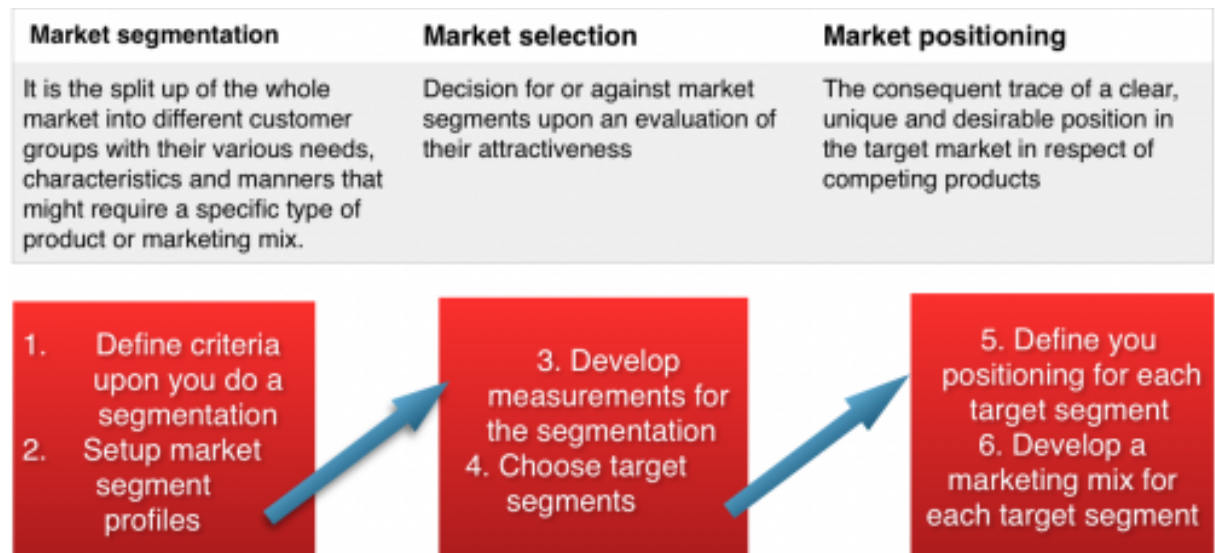 Market segmentation
It is the split up of the whole
market into different customer
groups with their various needs,
characteristics and manners that
might require a specific type of
product or marketing mix.
Market selection
Decision for or against market
segments upon an evaluation of
their attractiveness
Market positioning
The consequent trace of a clear,
unique and desirable position in
the target market in respect of
competing products
1. Define criteria
upon you do a
segmentation
2. Setup market
segment
profiles
3. Develop
measurements for
the segmentation
4. Choose target
segments
5. Define you
positioning for each
target segment
6. Develop a
marketing mix for
each target segment